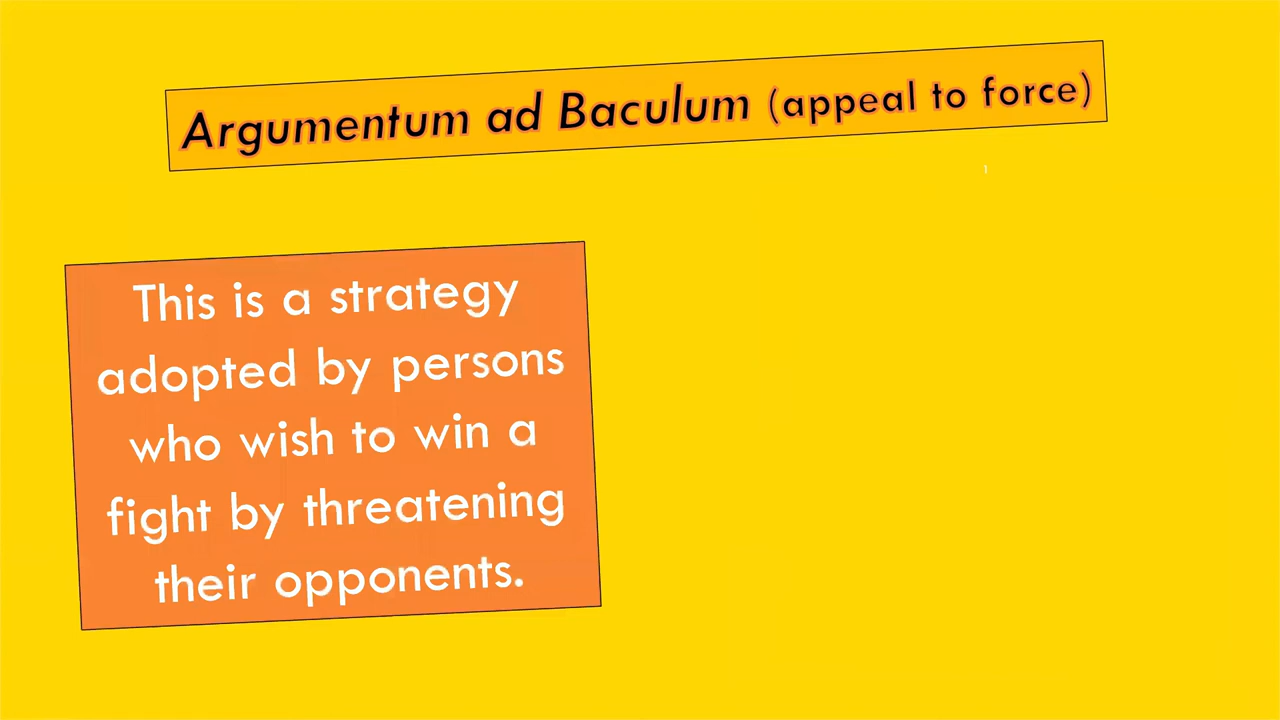 Argumentum ad Baculum (appeal to force)
This is a strategy
adopted by persons
who wish to win a
fight by threatening
their opponents.